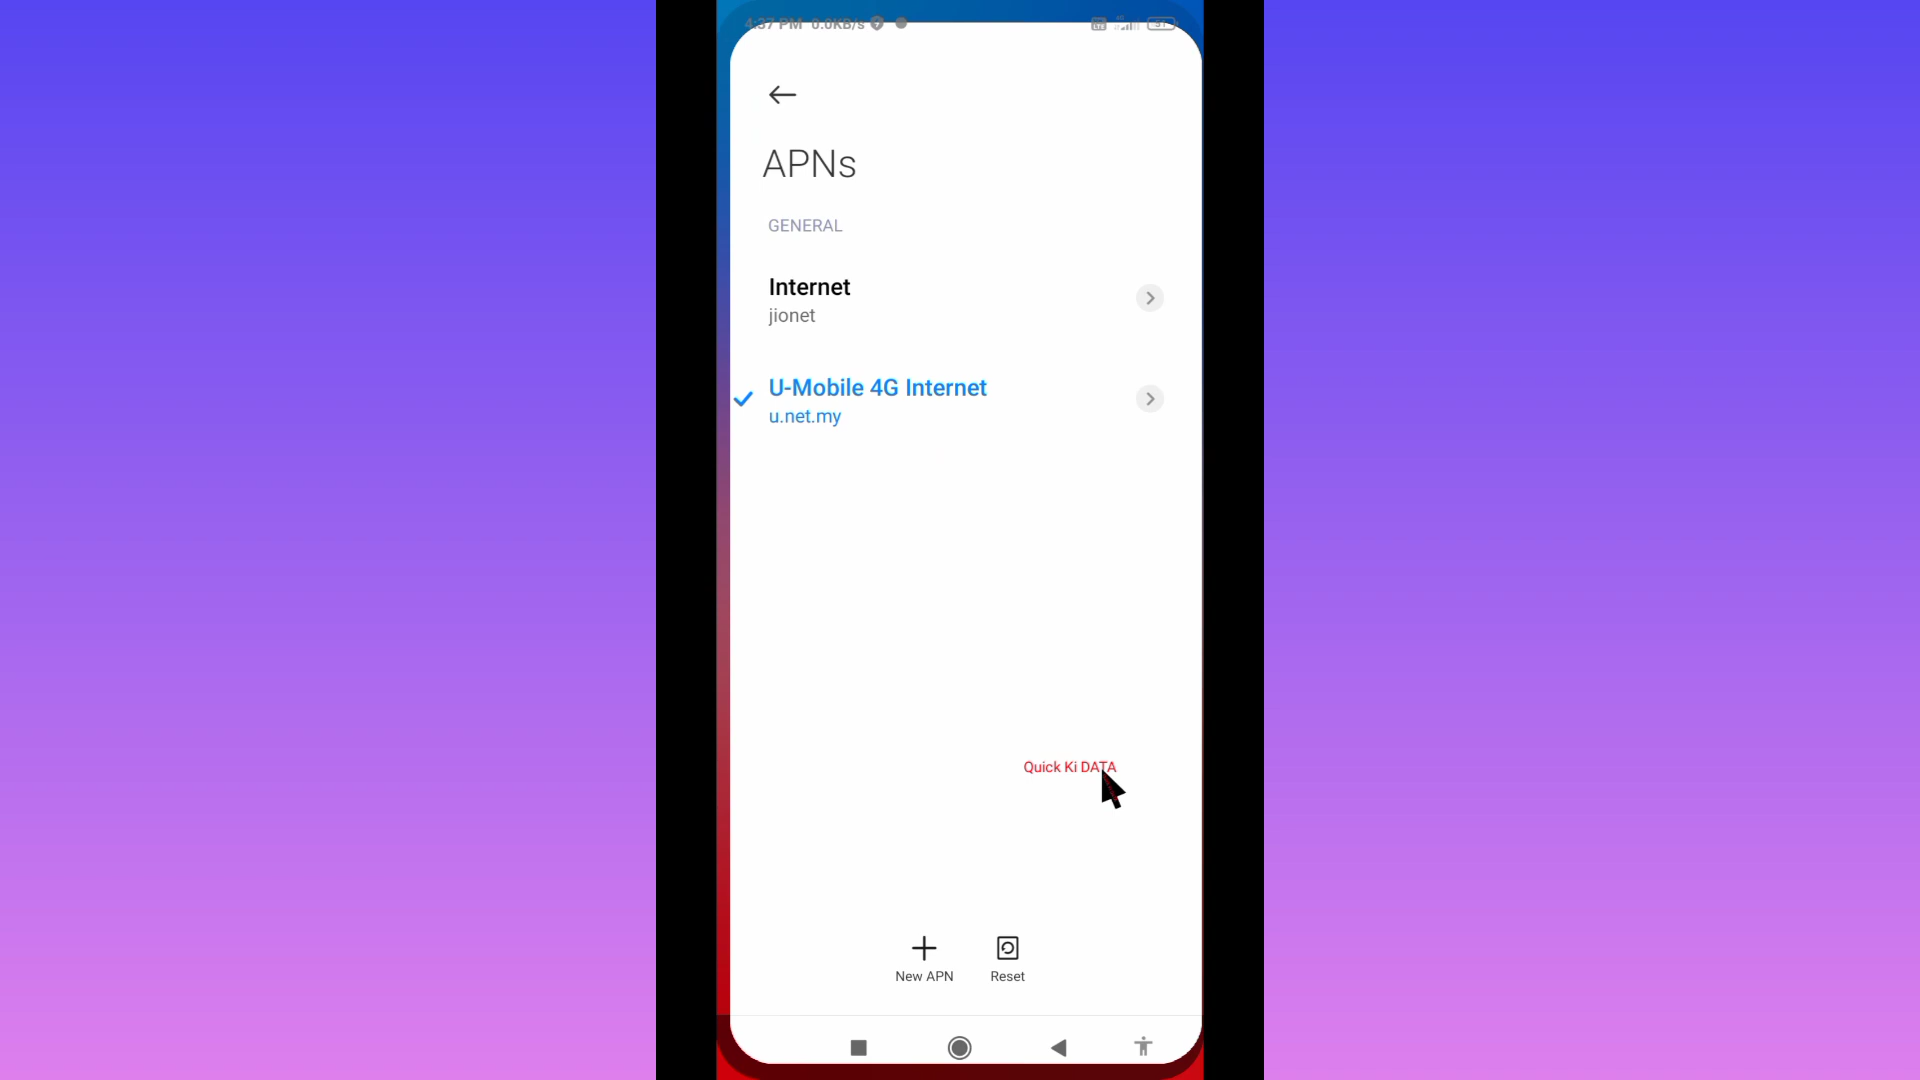 4:37 PM 0.0KB/s
APNs
GENERAL
Internet
jionet
U-Mobile 4G Internet
u.net.my
Quick Ki DATA
New APN
Reset